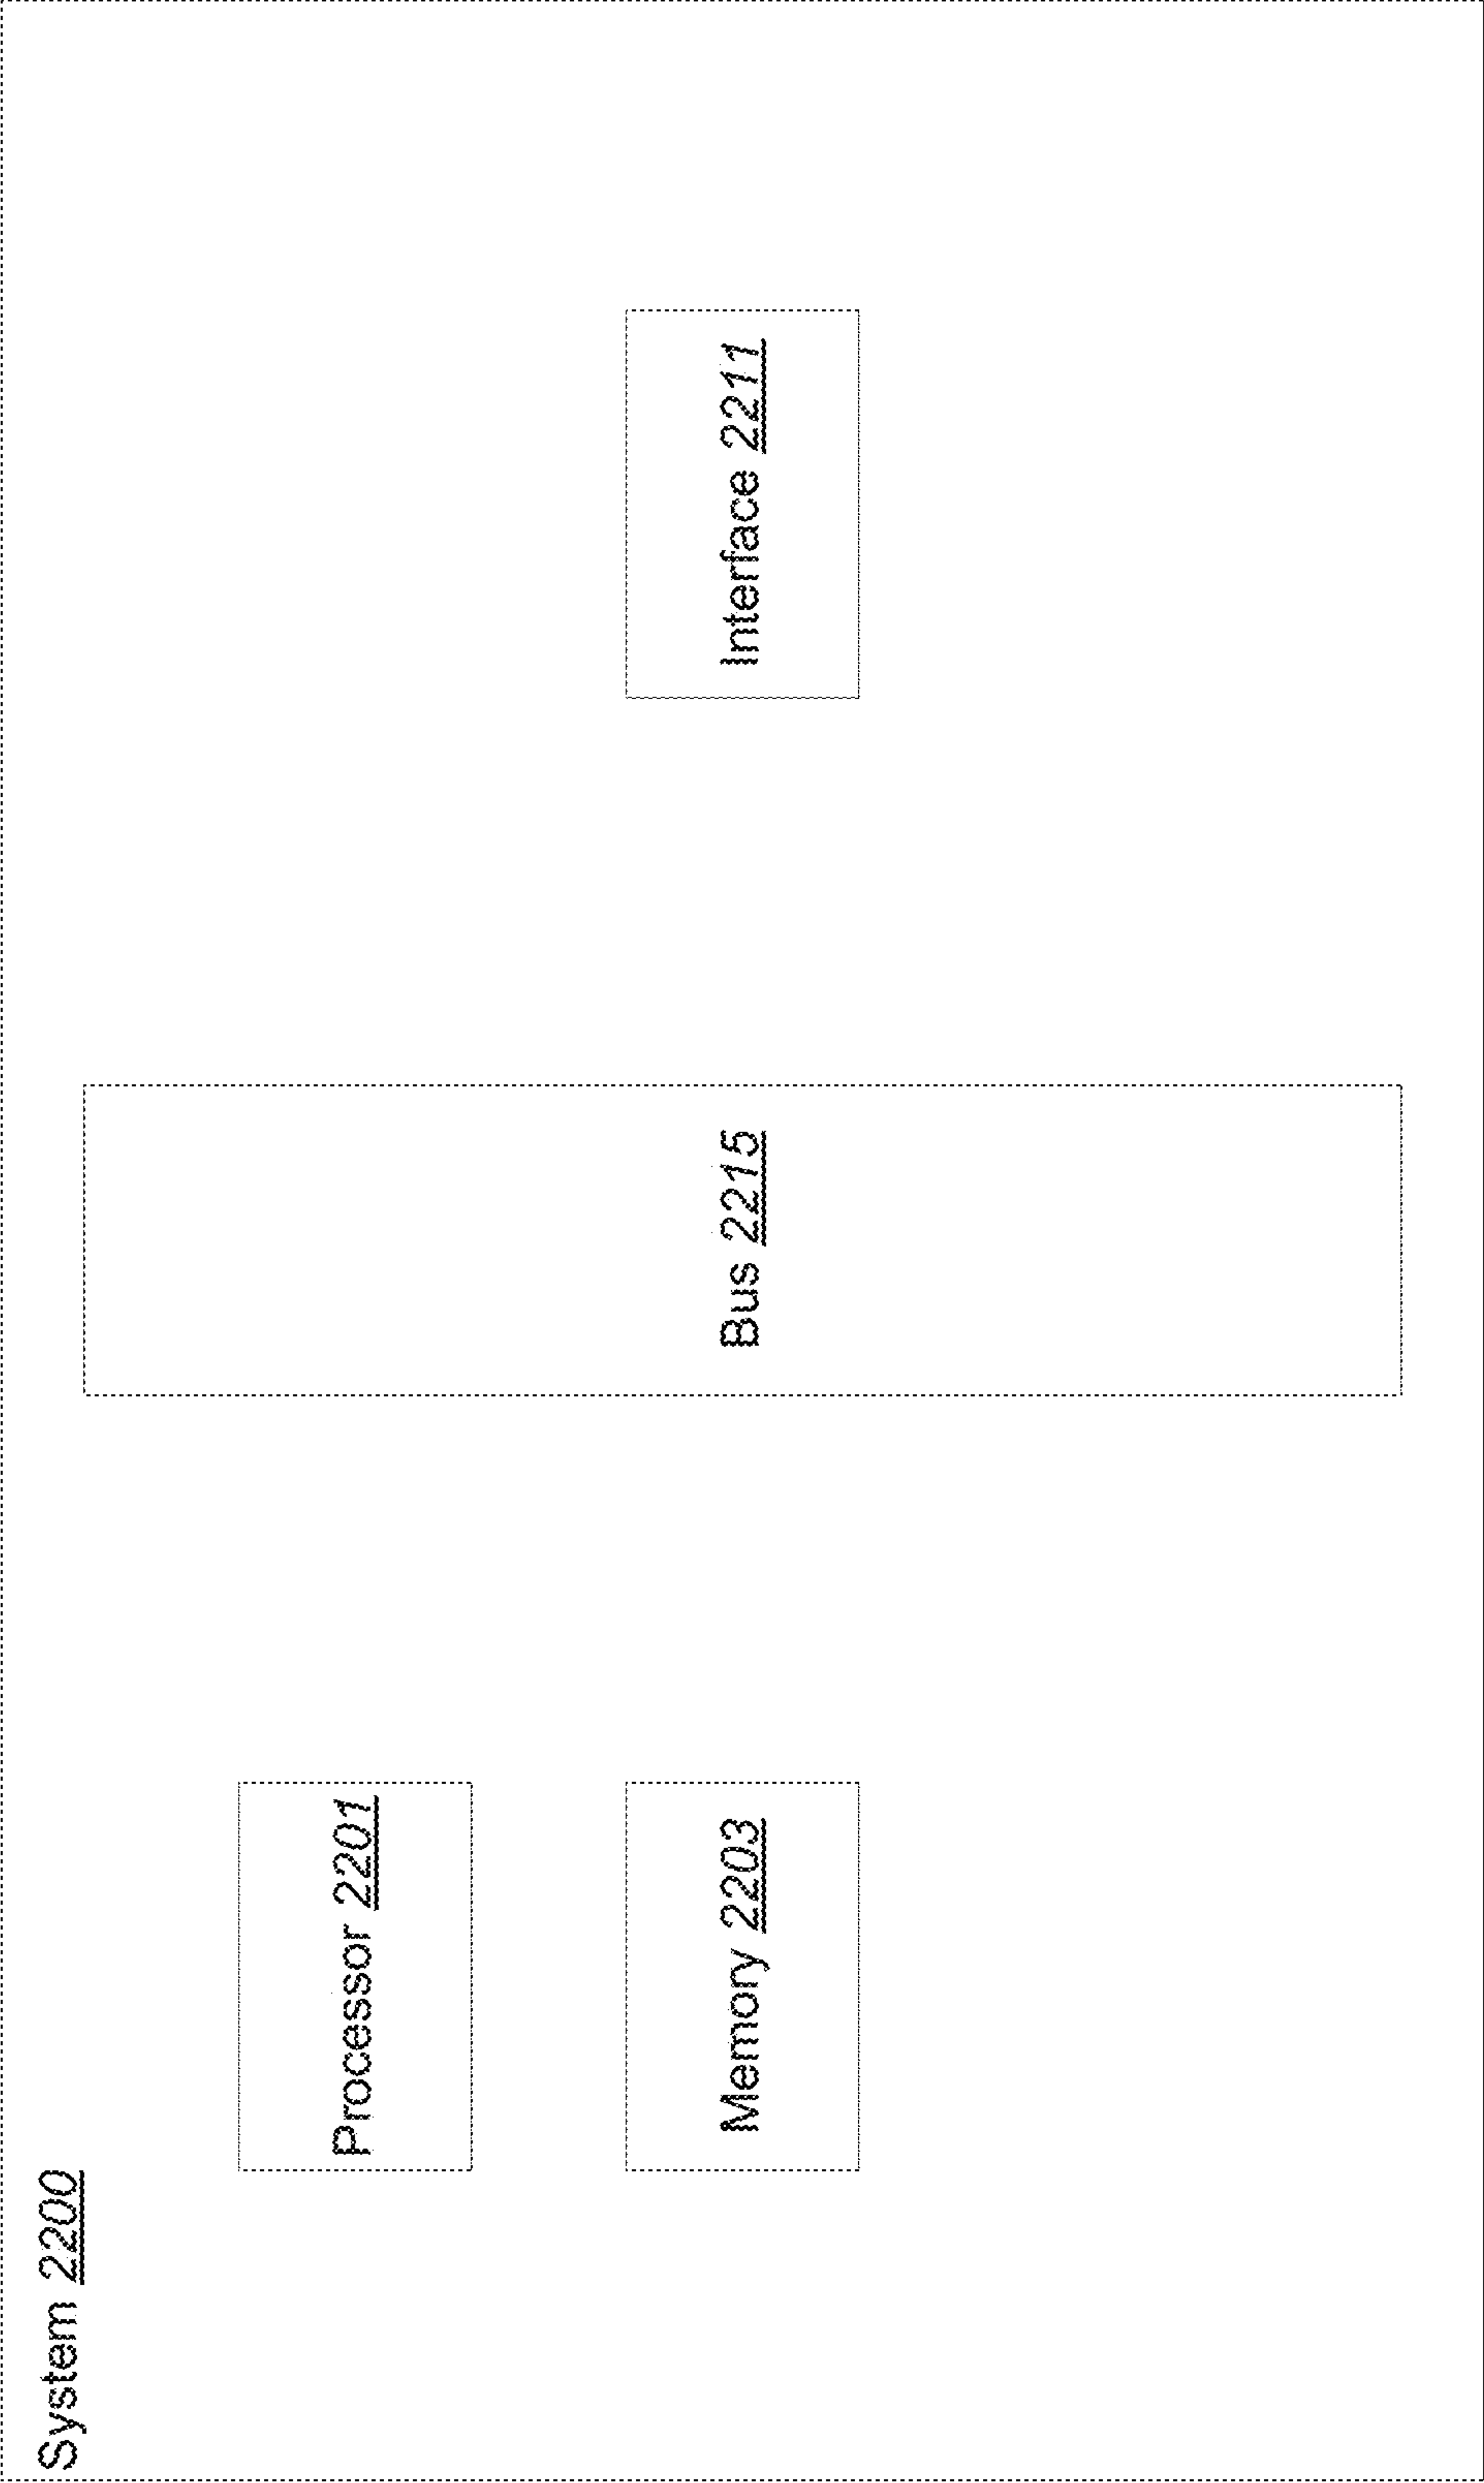 System 2200
Processor 2201
Memory 2203
Bus 2215
Interface 2211